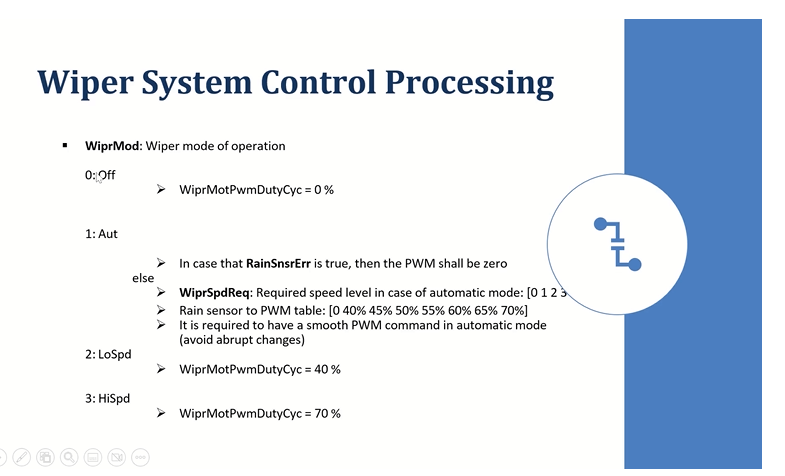 Wiper System Control Processing
▪ WiprMod: Wiper mode of operation
0: Off
➢ WiprMotPwmDutyCyc = 0 %
1: Aut
➢ In case that RainSnsrErr is true, then the PWM shall be zero
else
➢ WiprSpdReq: Required speed level in case of automatic mode: [0 1 2 3
➢ Rain sensor to PWM table: [0 40% 45% 50% 55% 60% 65% 70%]
➢ It is required to have a smooth PWM command in automatic mode
(avoid abrupt changes)
2: LoSpd
➢ WiprMotPwmDutyCyc = 40 %
3: HiSpd
➢ WiprMotPwmDutyCyc = 70 %